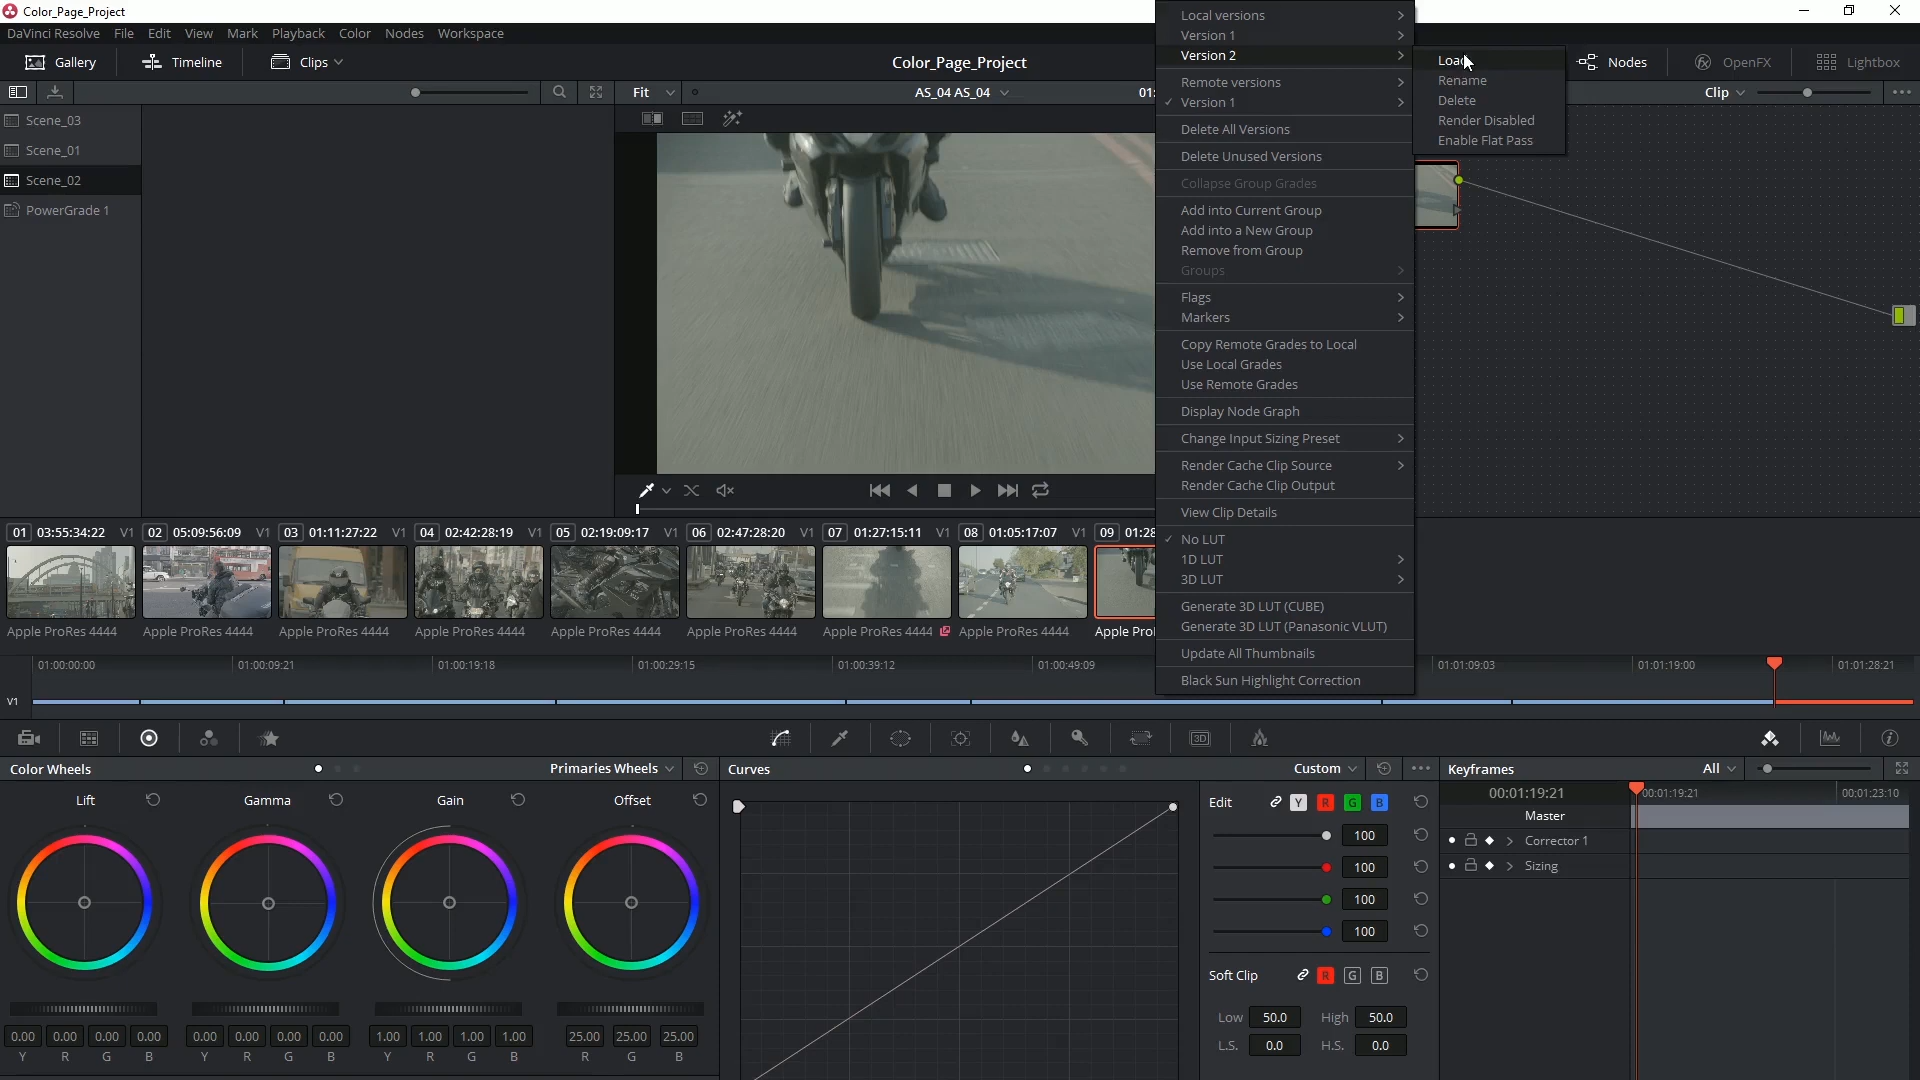 Color_Page_Project
DaVinci Resolve File Edit View Mark Playback Color Nodes Workspace
Gallery Timeline Clips Color_Page_Project Nodes OpenFX Lightbox
Fit AS_04 AS_04 01: Clip
Scene_03
Scene_01
Scene_02
PowerGrade 1
Local versions
Version 1
Version 2
Remote versions
Version 1
Delete All Versions
Delete Unused Versions
Collapse Group Grades
Add into Current Group
Add into a New Group
Remove from Group
Groups
Flags
Markers
Copy Remote Grades to Local
Use Local Grades
Use Remote Grades
Display Node Graph
Change Input Sizing Preset
Render Cache Clip Source
Render Cache Clip Output
View Clip Details
No LUT
1D LUT
3D LUT
Generate 3D LUT (CUBE)
Generate 3D LUT (Panasonic VLUT)
Update All Thumbnails
Black Sun Highlight Correction
Load
Rename
Delete
Render Disabled
Enable Flat Pass
01 03:55:34:22 V1 02 05:09:56:09 V1 03 01:11:27:22 V1 04 02:42:28:19 V1 05 02:19:09:17 V1 06 02:47:28:20 V1 07 01:27:15:11 V1 08 01:05:17:07 V1 09 01:28
Apple ProRes 4444 Apple ProRes 4444 Apple ProRes 4444 Apple ProRes 4444 Apple ProRes 4444 Apple ProRes 4444 Apple ProRes 4444 Apple ProRes 4444 Apple Pro
01:00:00:00 01:00:09:21 01:00:19:18 01:00:29:15 01:00:39:12 01:00:49:09 01:01:09:03 01:01:19:00 01:01:28:21
V1
3D
Color Wheels Primaries Wheels
Lift Gamma Gain Offset
0.00 0.00 0.00 0.00 0.00 0.00 0.00 0.00 1.00 1.00 1.00 1.00 25.00 25.00 25.00
Y R G B Y R G B Y R G B R G B
Curves Custom
Edit Y R G B
100
100
100
100
Soft Clip R G B
Low 50.0 High 50.0
L.S. 0.0 H.S. 0.0
Keyframes All
00:01:19:21 00:01:19:21 00:01:23:10
Master
Corrector 1
Sizing